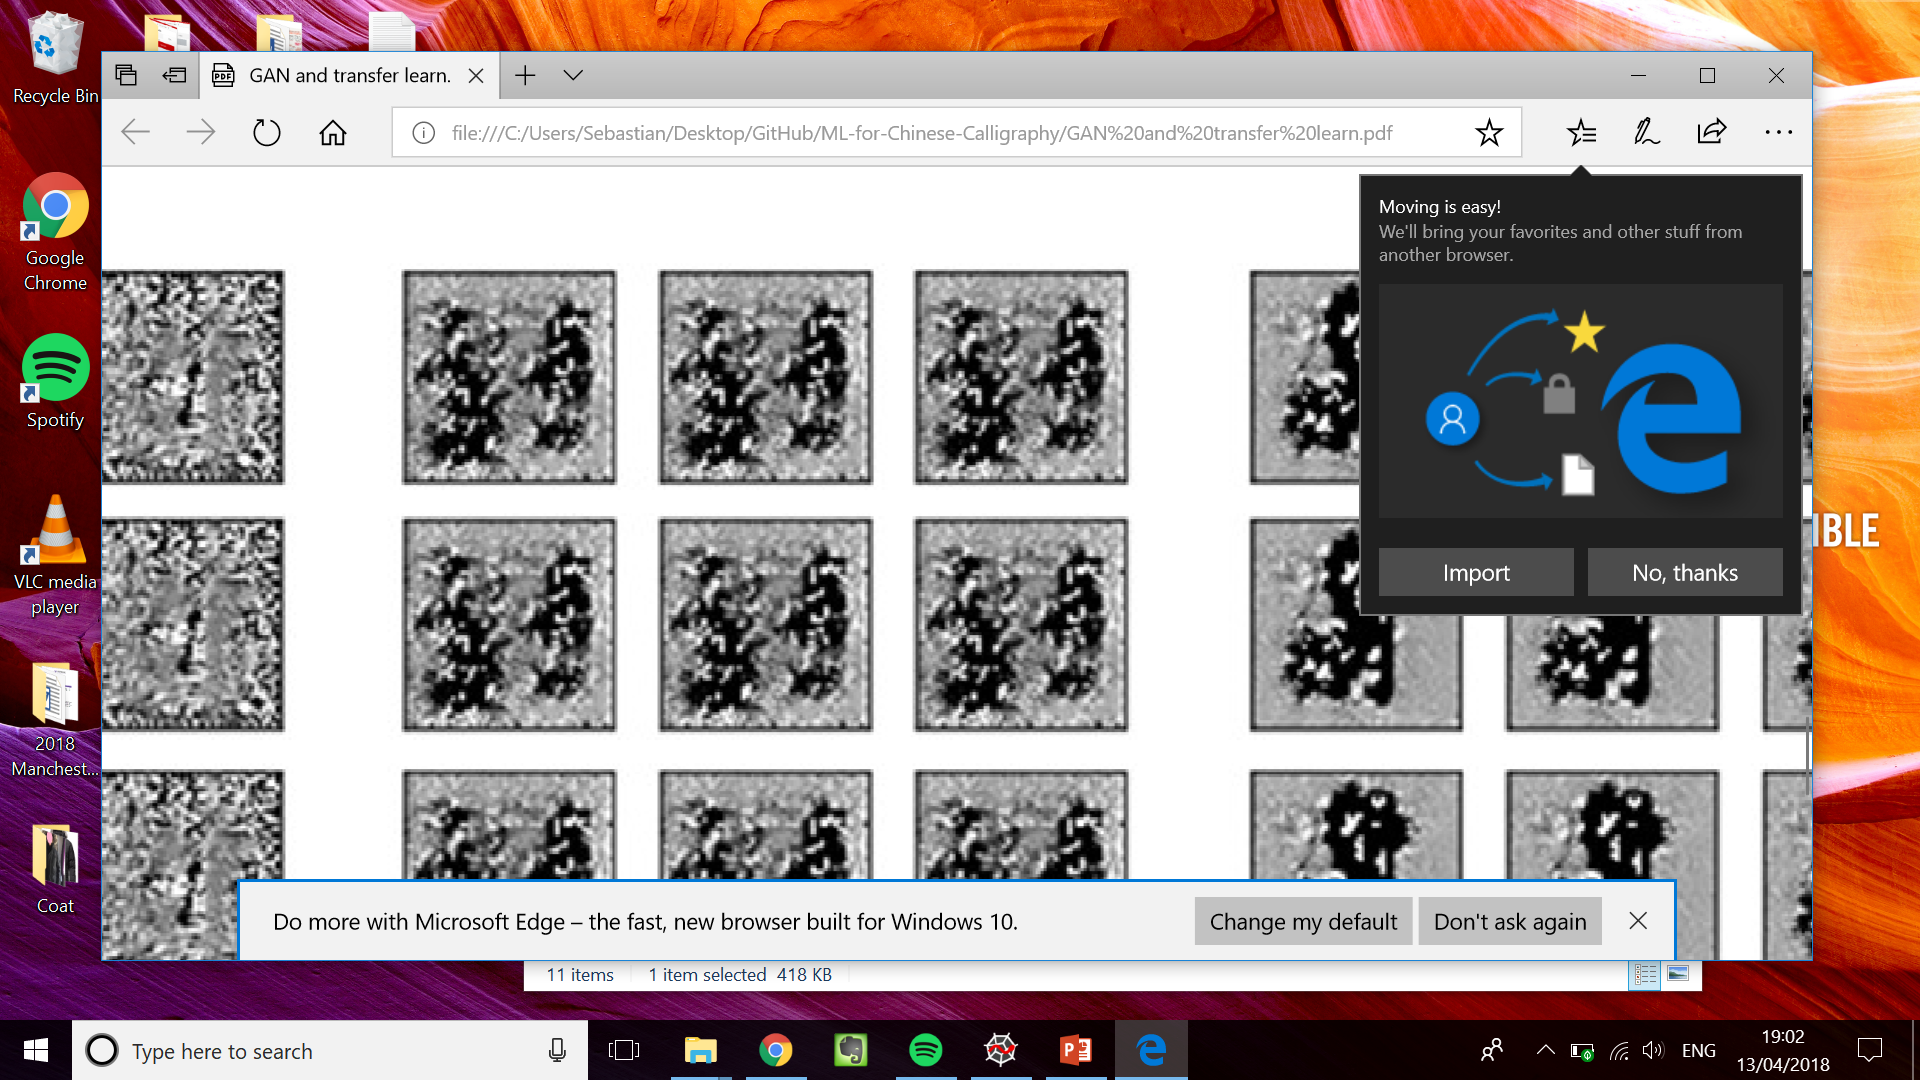 Recycle Bin
GAN and transfer learn.
file:///C:/Users/Sebastian/Desktop/GitHub/ML-for-Chinese-Calligraphy/GAN%20and%20transfer%20learn.pdf
Moving is easy!
We'll bring your favorites and other stuff from
another browser.
Import
No, thanks
Google
Chrome
Spotify
VLC media
player
2018
Manchest...
Coat
IBLE
Do more with Microsoft Edge – the fast, new browser built for Windows 10.
Change my default
Don't ask again
11 items
1 item selected 418 KB
Type here to search
ENG
19:02
13/04/2018